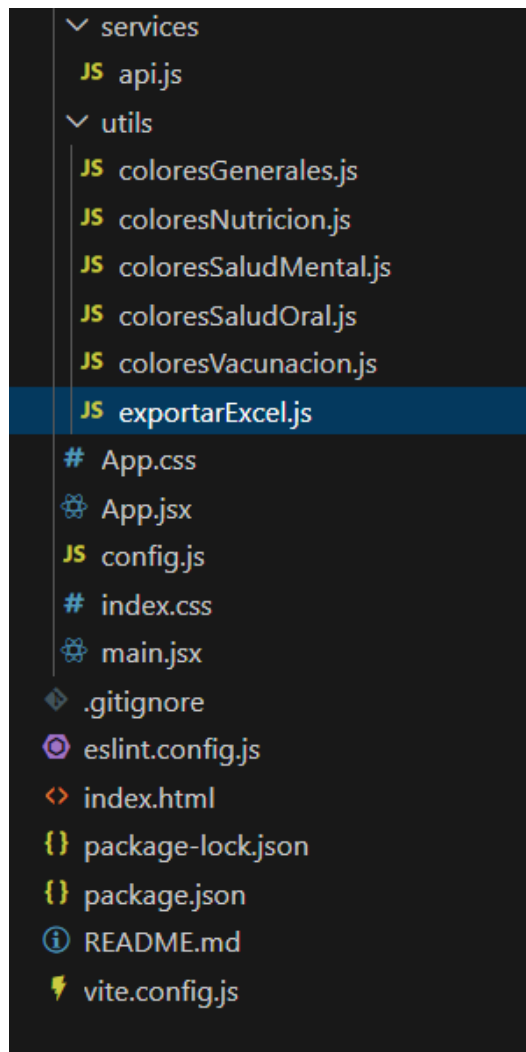 services
JS api.js
utils
JS coloresGenerales.js
JS coloresNutricion.js
JS coloresSaludMental.js
JS coloresSaludOral.js
JS coloresVacunacion.js
JS exportarExcel.js
# App.css
App.jsx
JS config.js
# index.css
main.jsx
.gitignore
eslint.config.js
<> index.html
{} package-lock.json
{} package.json
README.md
vite.config.js